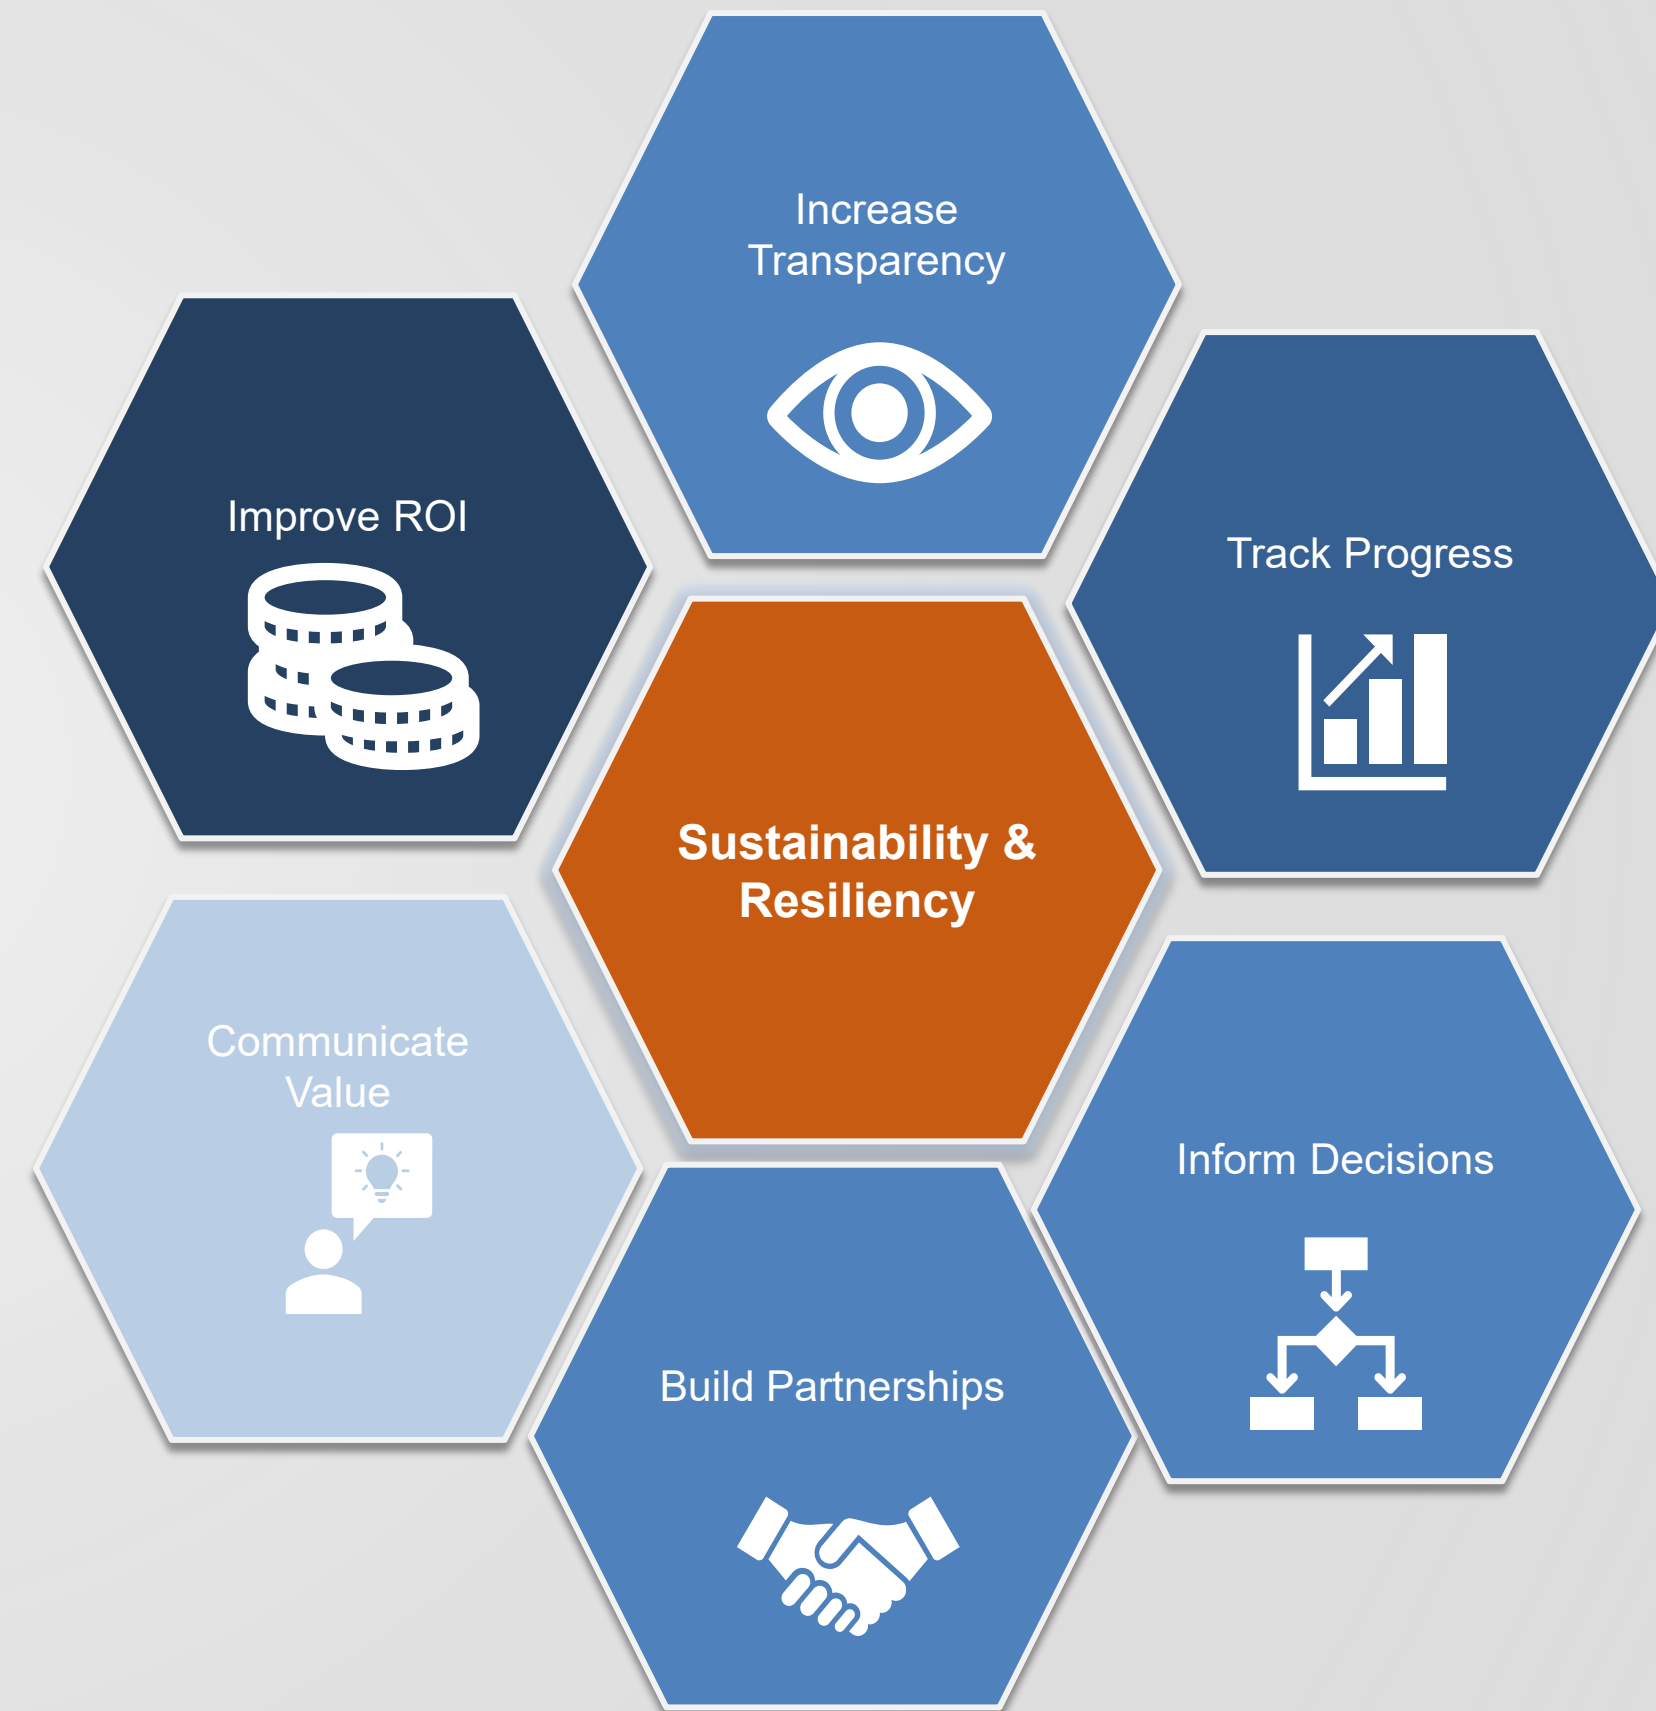 Increase
Transparency
Improve ROI
Track Progress
Sustainability &
Resiliency
Communicate
Value
Inform Decisions
Build Partnerships